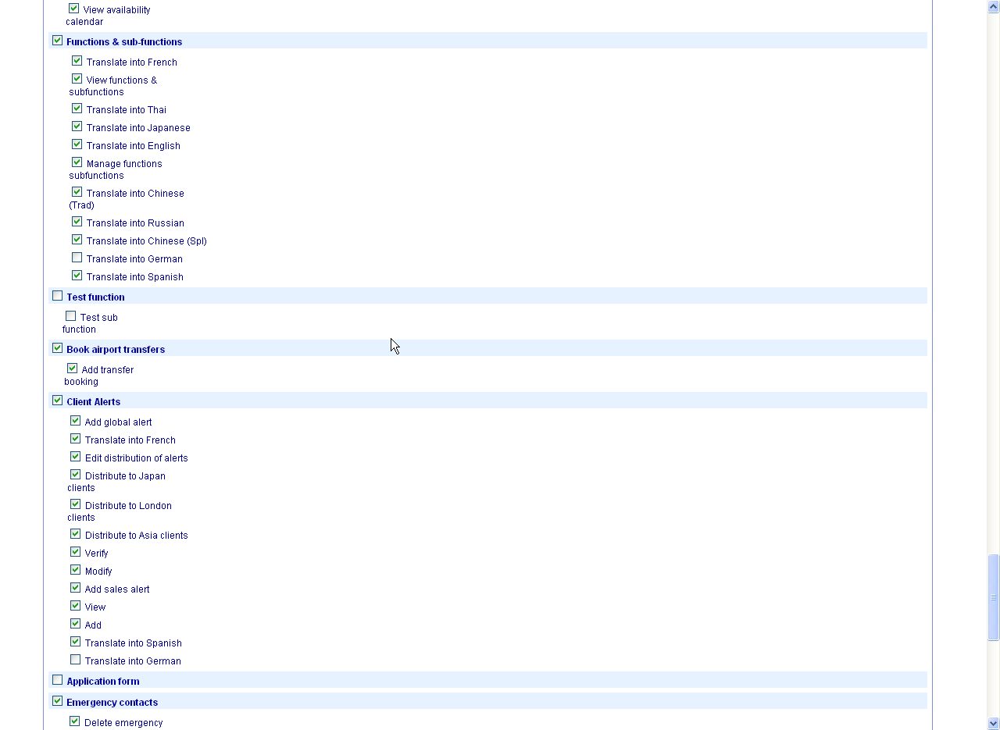 View availability
calendar
Functions & sub-functions
Translate into French
View functions &
subfunctions
Translate into Thai
Translate into Japanese
Translate into English
Manage functions
subfunctions
Translate into Chinese
(Trad)
Translate into Russian
Translate into Chinese (Spl)
Translate into German
Translate into Spanish
Test function
Test sub
function
Book airport transfers
Add transfer
booking
Client Alerts
Add global alert
Translate into French
Edit distribution of alerts
Distribute to Japan
clients
Distribute to London
clients
Distribute to Asia clients
Verify
Modify
Add sales alert
View
Add
Translate into Spanish
Translate into German
Application form
Emergency contacts
Delete emergency